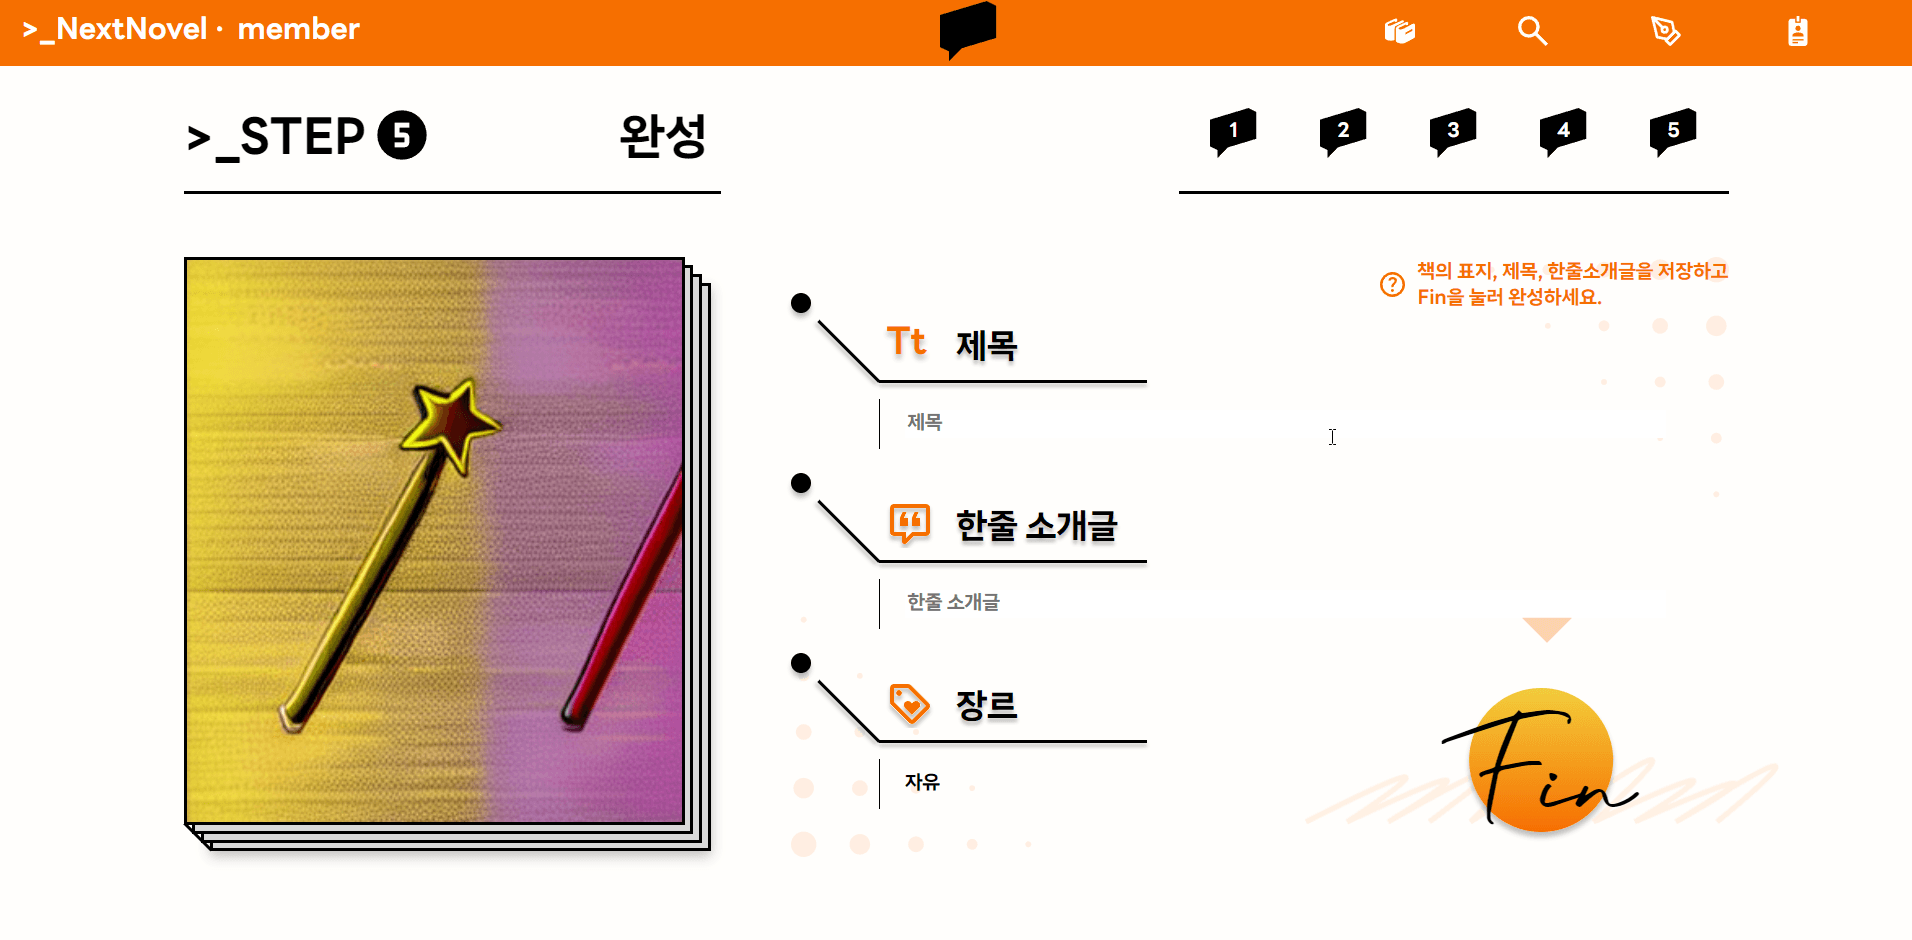 >_NextNovel · member
>_STEP 5 완성
1 2 3 4 5
책의 표지, 제목, 한줄소개글을 저장하고
Fin을 눌러 완성하세요.
Tt 제목
제목
한줄 소개글
한줄 소개글
장르
자유
Fin